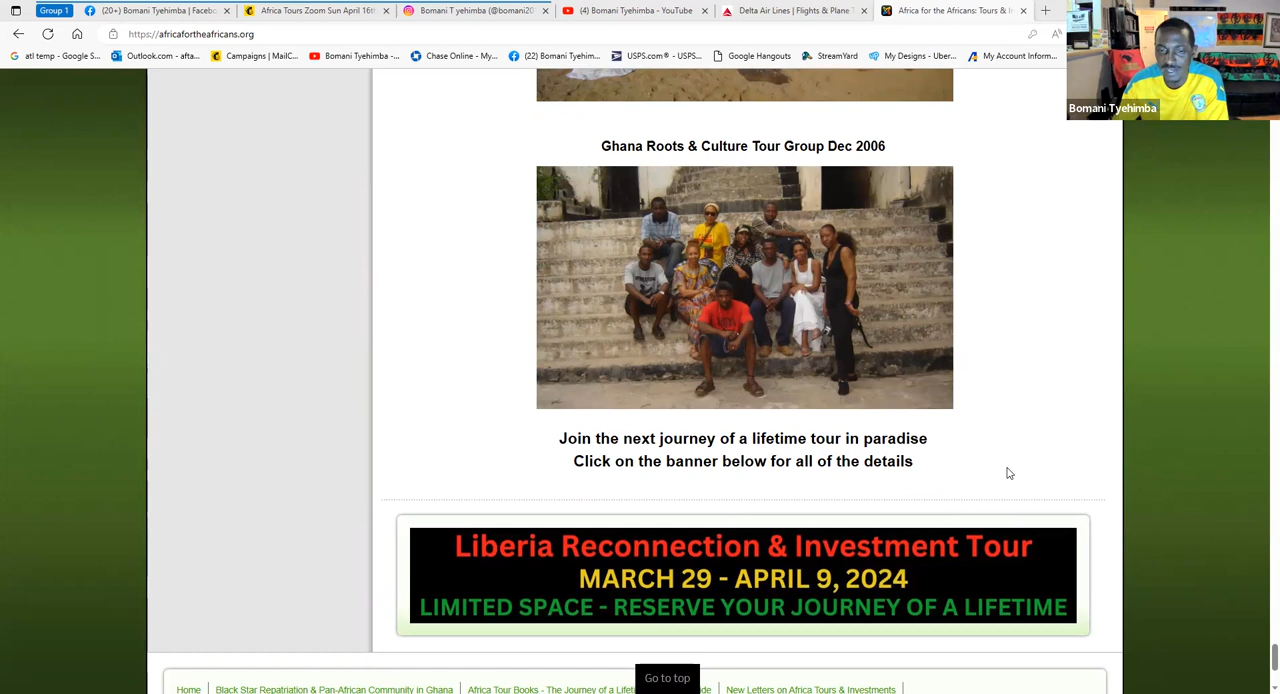 Group 1
(20+) Bomani Tyehimba | Faceb
Africa Tours Zoom Sun April 16th
Bomani T yehimba (@bomani20
(4) Bomani Tyehimba - YouTube
Delta Air Lines | Flights & Plane T
Africa for the Africans: Tours & In
https://africafortheafricans.org
atl temp - Google S...
Outlook.com - afta...
Campaigns | MailC...
Bomani Tyehimba -...
Chase Online - My...
(22) Bomani Tyehim...
USPS.com® - USPS...
Google Hangouts
StreamYard
My Designs - Uber...
My Account Inform...
Bomani Tyehimba
Ghana Roots & Culture Tour Group Dec 2006
Join the next journey of a lifetime tour in paradise
Click on the banner below for all of the details
Liberia Reconnection & Investment Tour
MARCH 29 - APRIL 9, 2024
LIMITED SPACE - RESERVE YOUR JOURNEY OF A LIFETIME
Go to top
Home
Black Star Repatriation & Pan-African Community in Ghana
Africa Tour Books - The Journey of a Lifeti
New Letters on Africa Tours & Investments